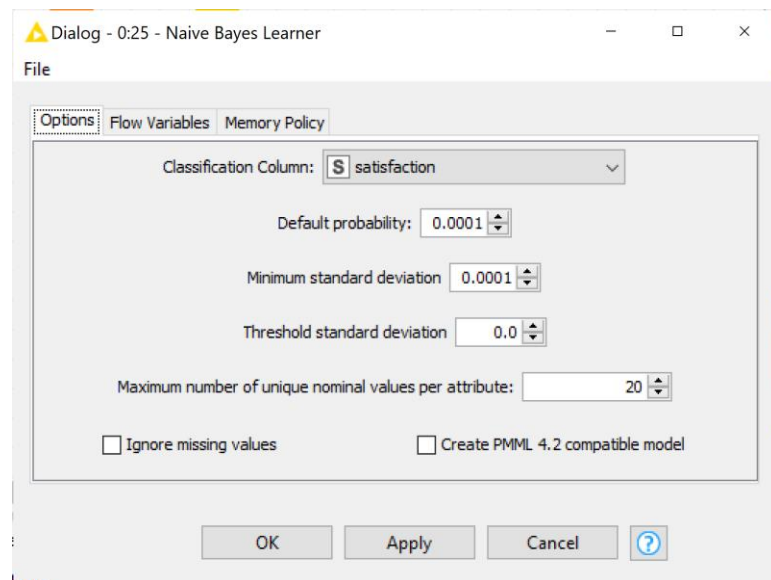 Dialog - 0:25 - Naive Bayes Learner
File
Options Flow Variables Memory Policy
Classification Column: S satisfaction
Default probability: 0.0001
Minimum standard deviation 0.0001
Threshold standard deviation 0.0
Maximum number of unique nominal values per attribute: 20
Ignore missing values Create PMML 4.2 compatible model
OK Apply Cancel ?